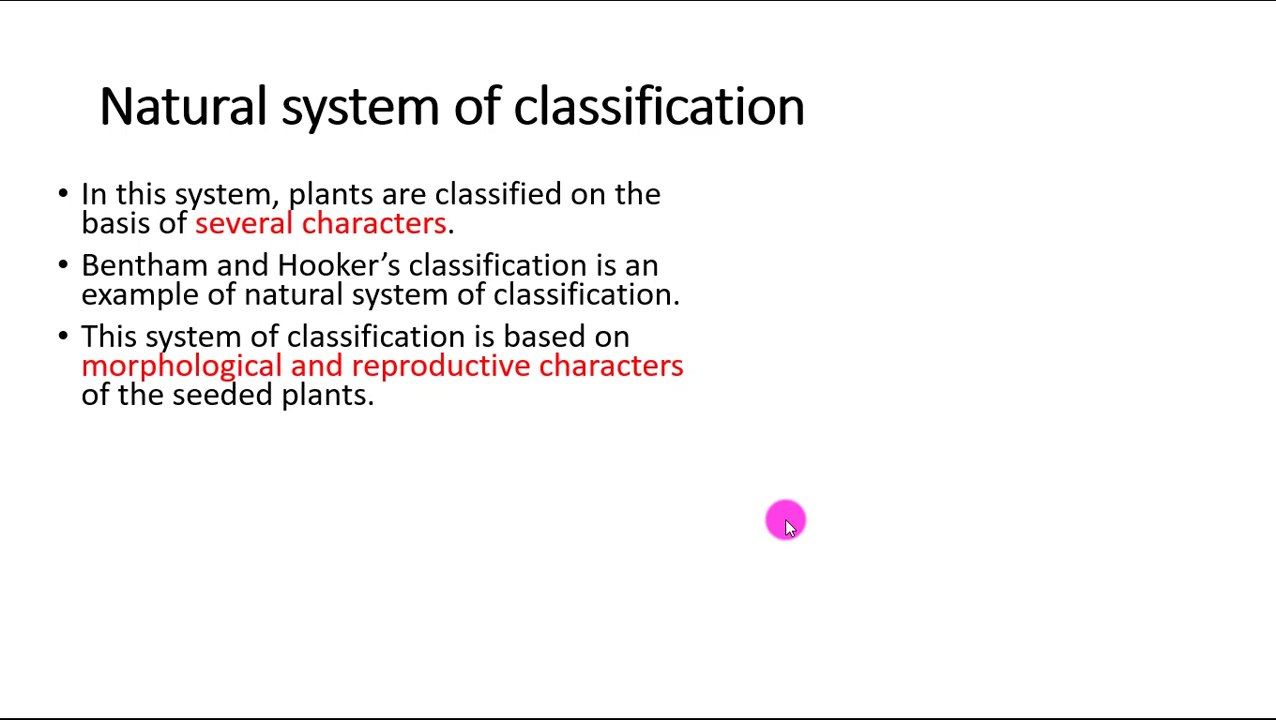 Natural system of classification
• In this system, plants are classified on the
basis of several characters.
• Bentham and Hooker’s classification is an
example of natural system of classification.
• This system of classification is based on
morphological and reproductive characters
of the seeded plants.